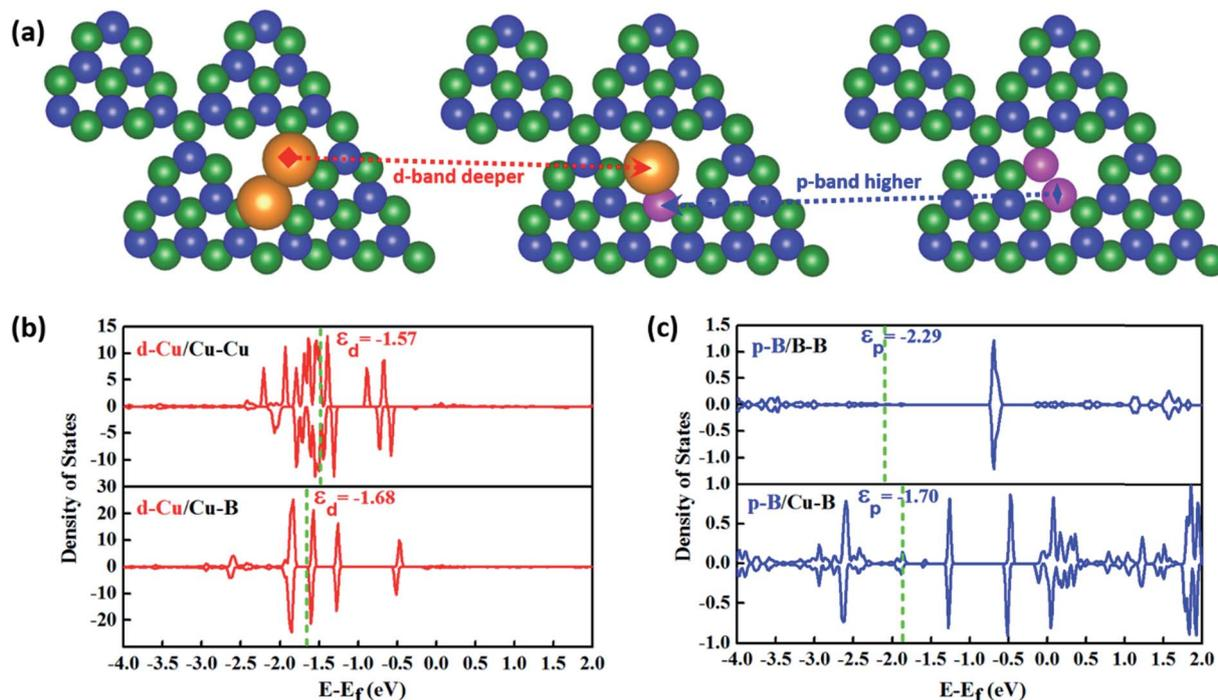 (a)
d-band deeper
p-band higher
(b)
d-Cu/Cu-Cu
εd= -1.57
15
10
5
0
-5
-10
d-Cu/Cu-B
εd= -1.68
30
20
10
0
-10
-20
Density of States
-4.0 -3.5 -3.0 -2.5 -2.0 -1.5 -1.0 -0.5 0.0 0.5 1.0 1.5 2.0
E-Ef (eV)
(c)
p-B/B-B
εp= -2.29
1.5
1.0
0.5
0.0
-0.5
-1.0
p-B/Cu-B
εp= -1.70
1.0
0.5
0.0
-0.5
-1.0
Density of States
-4.0 -3.5 -3.0 -2.5 -2.0 -1.5 -1.0 -0.5 0.0 0.5 1.0 1.5 2.0
E-Ef (eV)